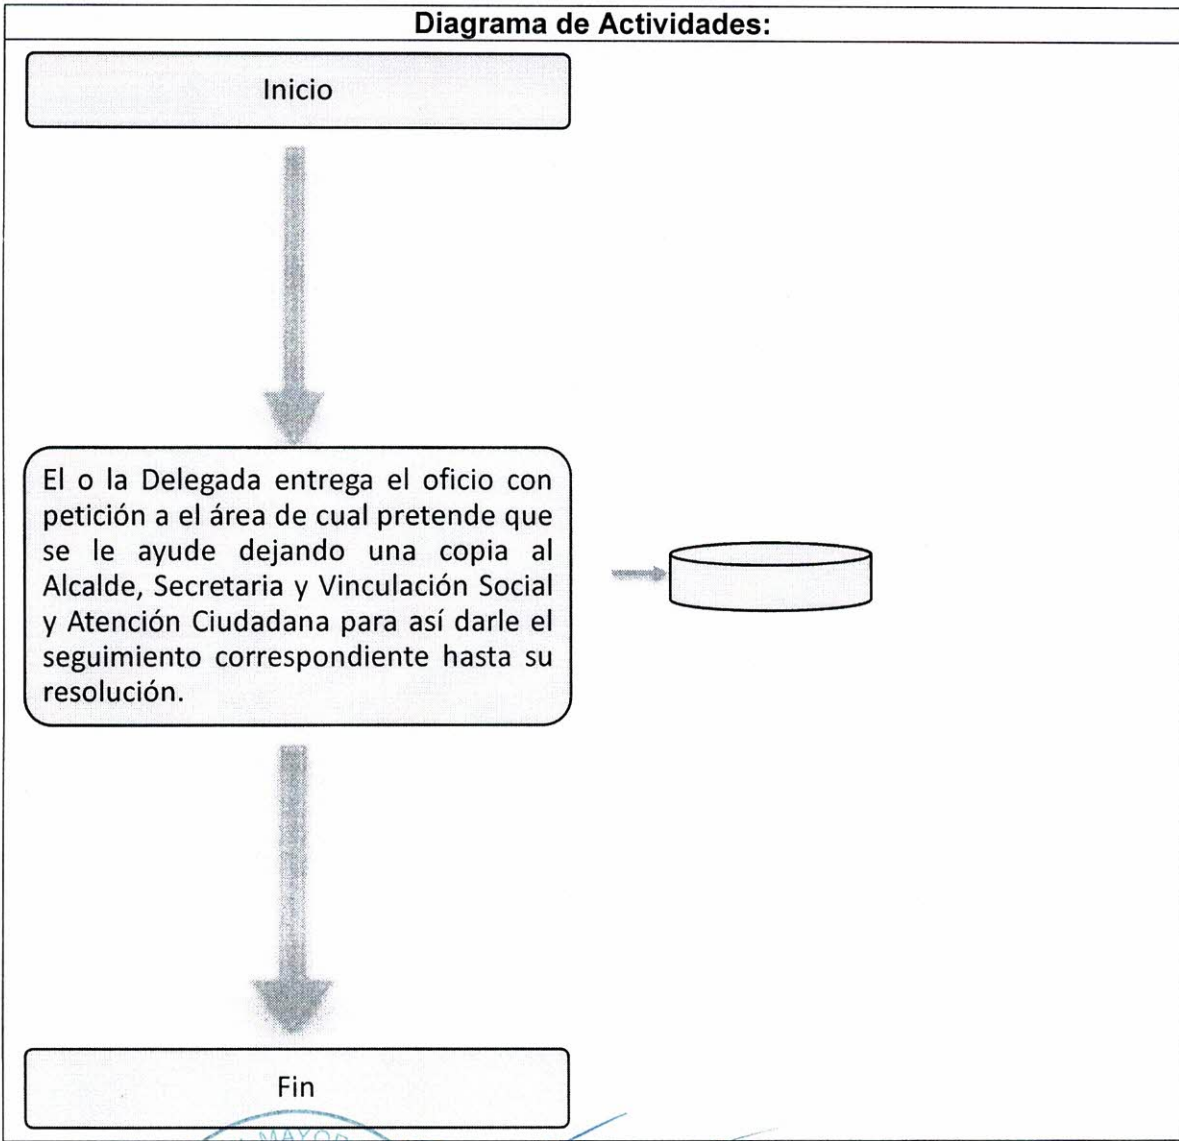 Diagrama de Actividades:
Inicio
El o la Delegada entrega el oficio con
petición a el área de cual pretende que
se le ayude dejando una copia al
Alcalde, Secretaria y Vinculación Social
y Atención Ciudadana para así darle el
seguimiento correspondiente hasta su
resolución.
Fin
MAYOR